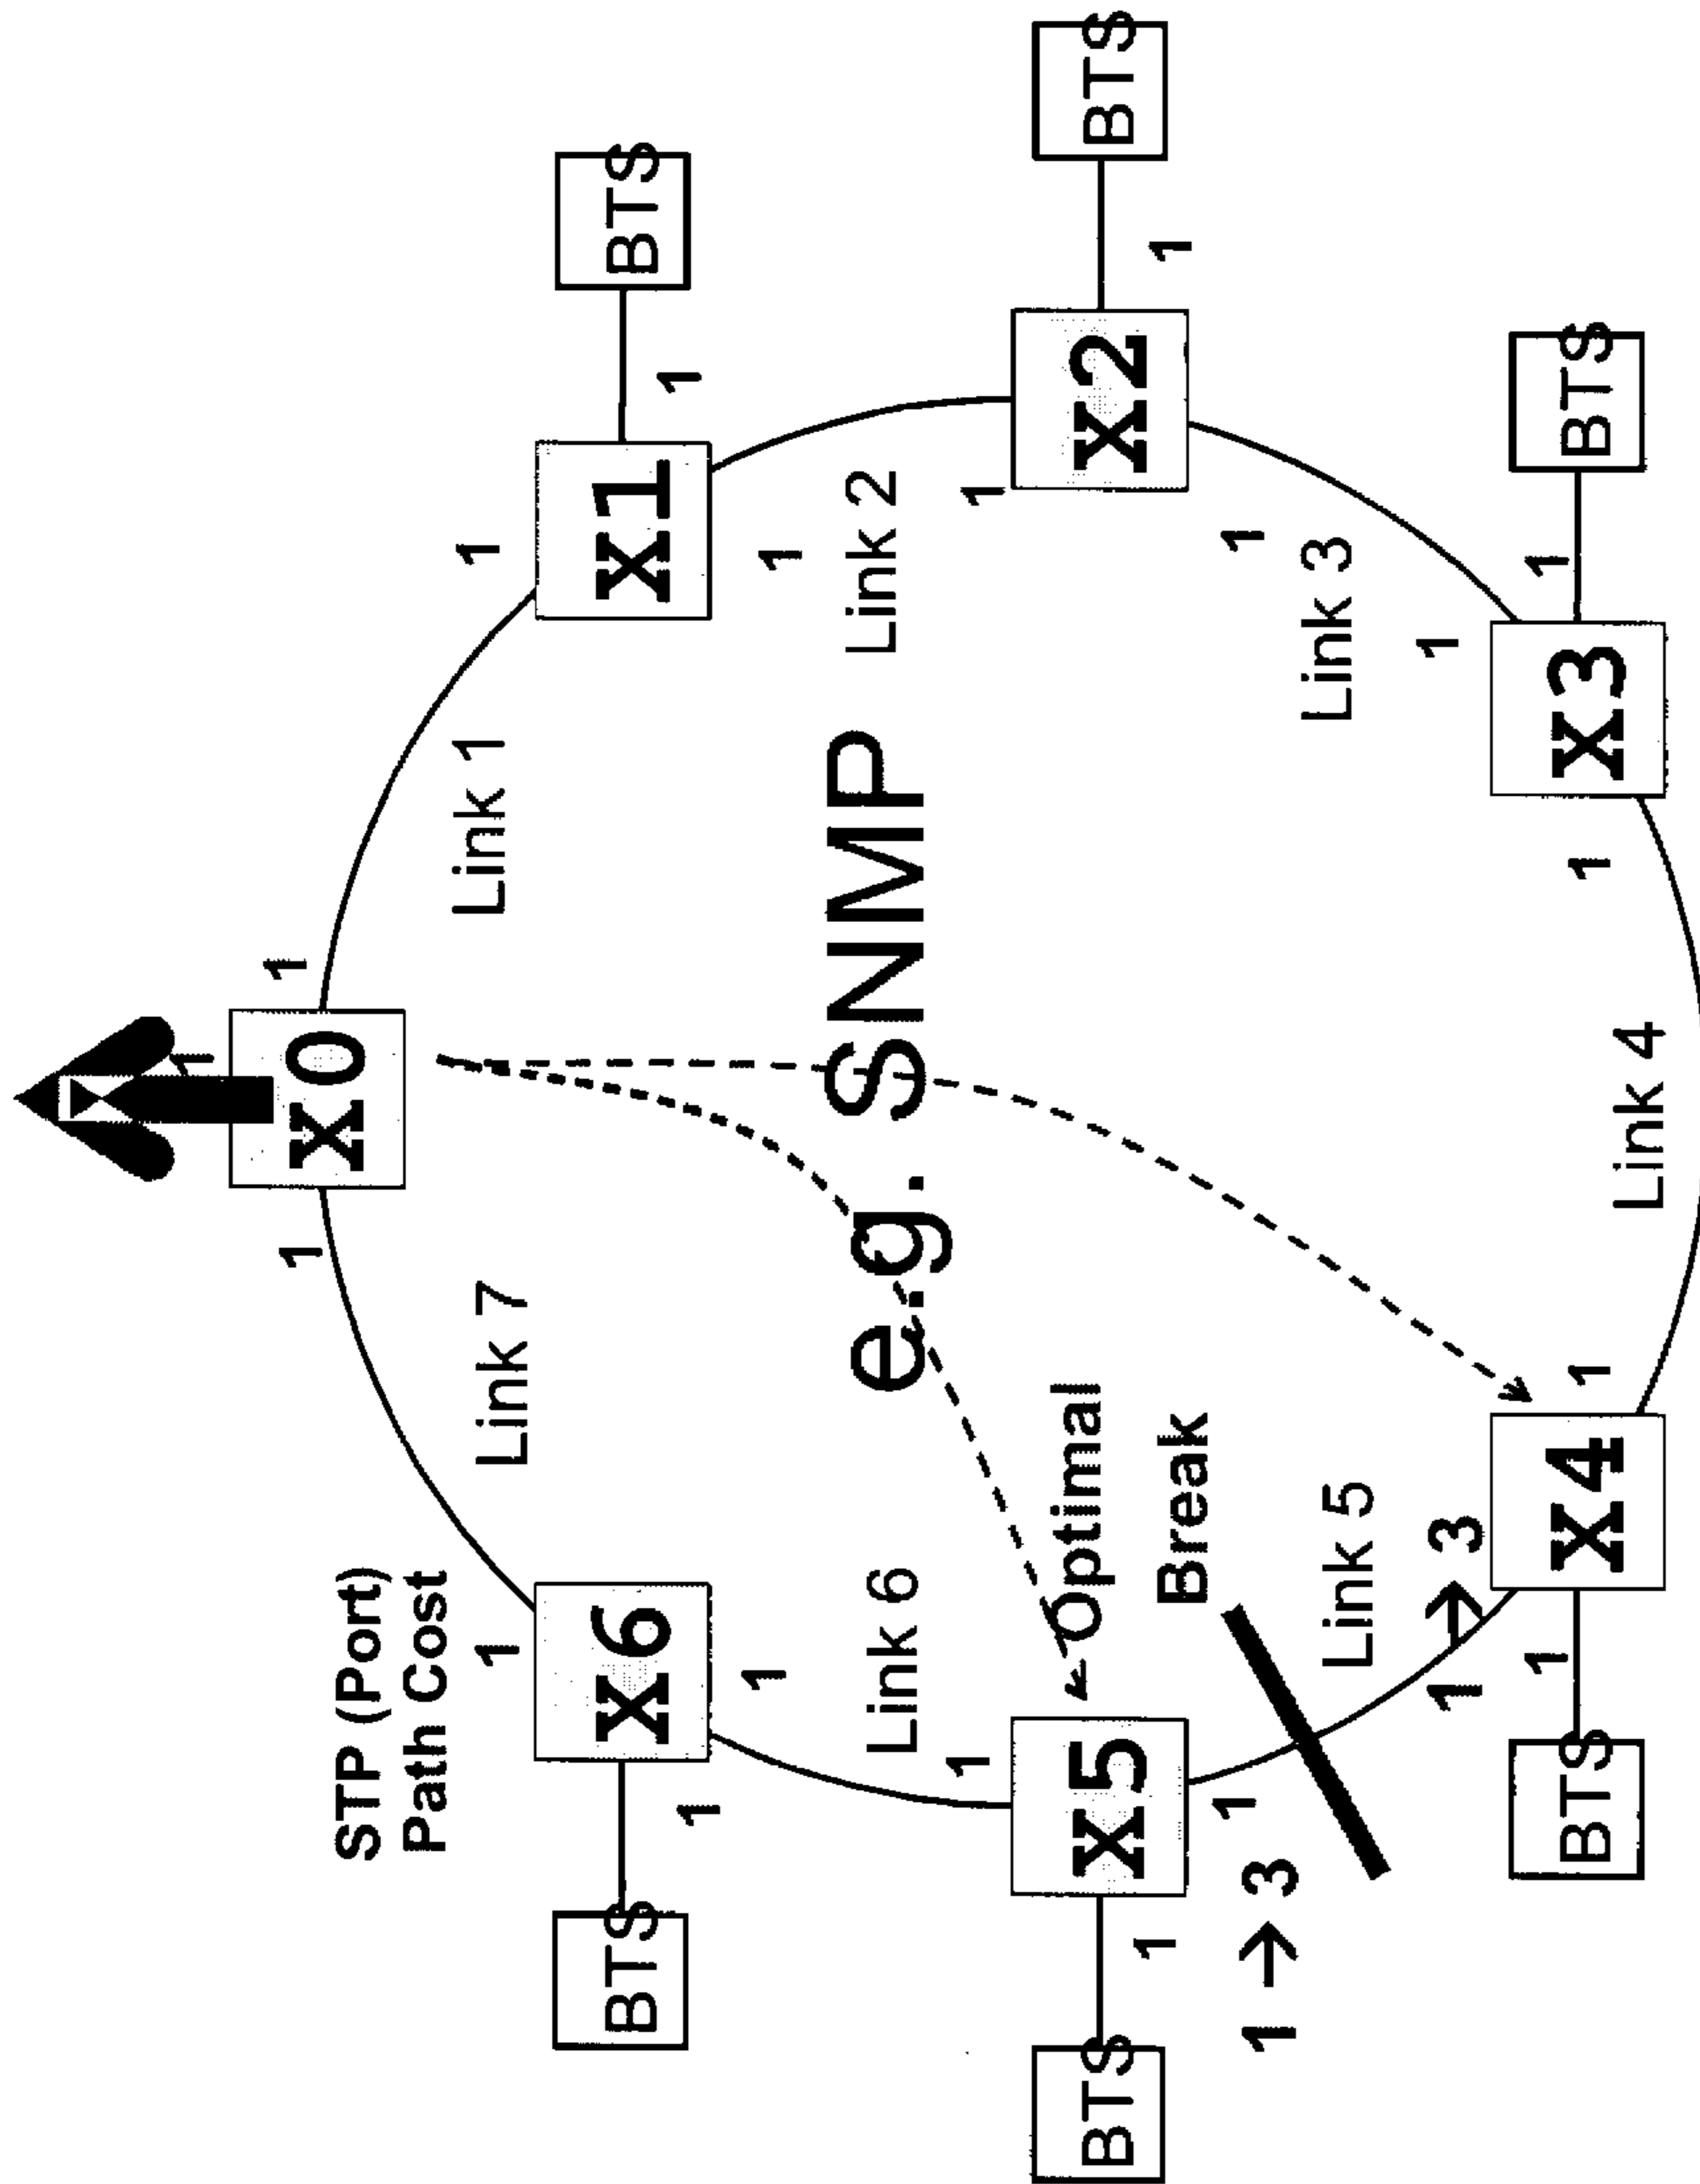 1
1
1
x0
STP (Port)
Path Cost
1
Link 7
Link 1
1
BTS
x6
x1
BTS
1
1
1
1
Link 6
e.g. SNMP
Link 2
1
1
BTS
x5
Optimal
Break
x2
BTS
1
1
1
1
1 → 3
Link 5
Link 3
1 → 3
1
1
1
BTS
x4
x3
BTS
1
1
Link 4